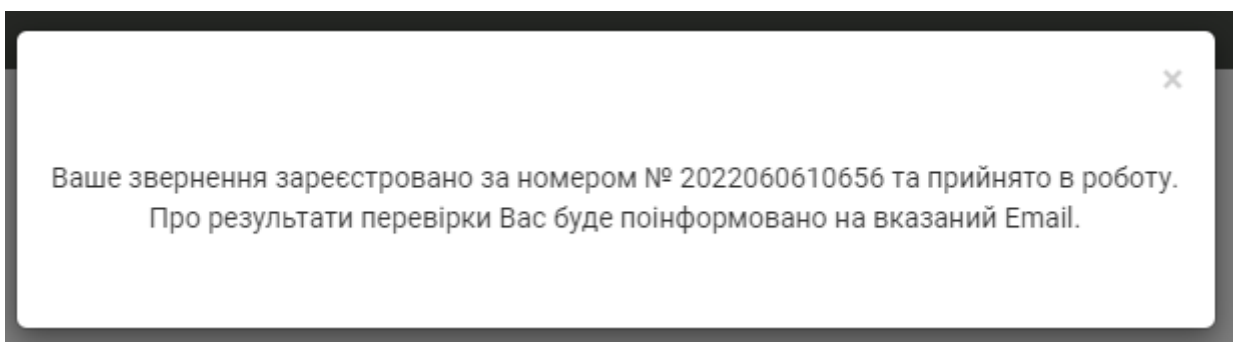 ×
Ваше звернення зареєстровано за номером № 2022060610656 та прийнято в роботу.
Про результати перевірки Вас буде поінформовано на вказаний Email.